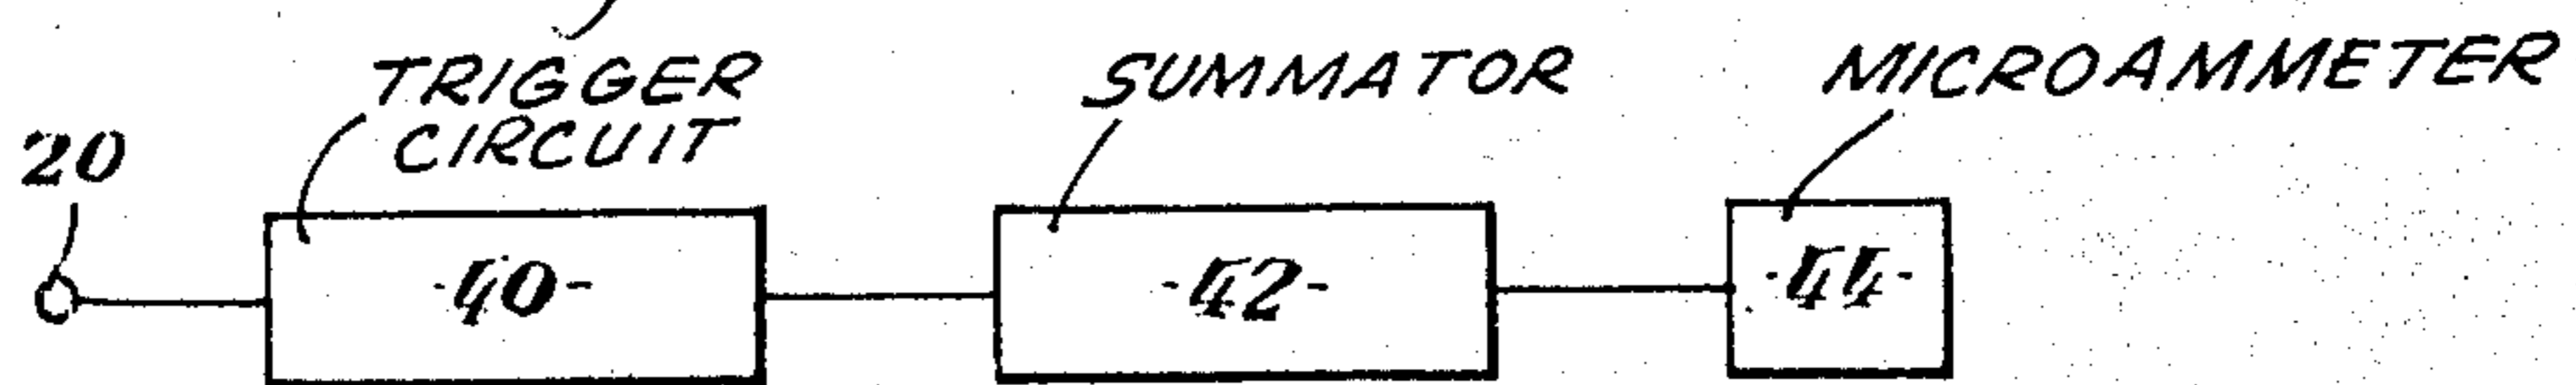 TRIGGER
CIRCUIT
SUMMATOR
MICROAMMETER
20
-40-
-42-
-44-